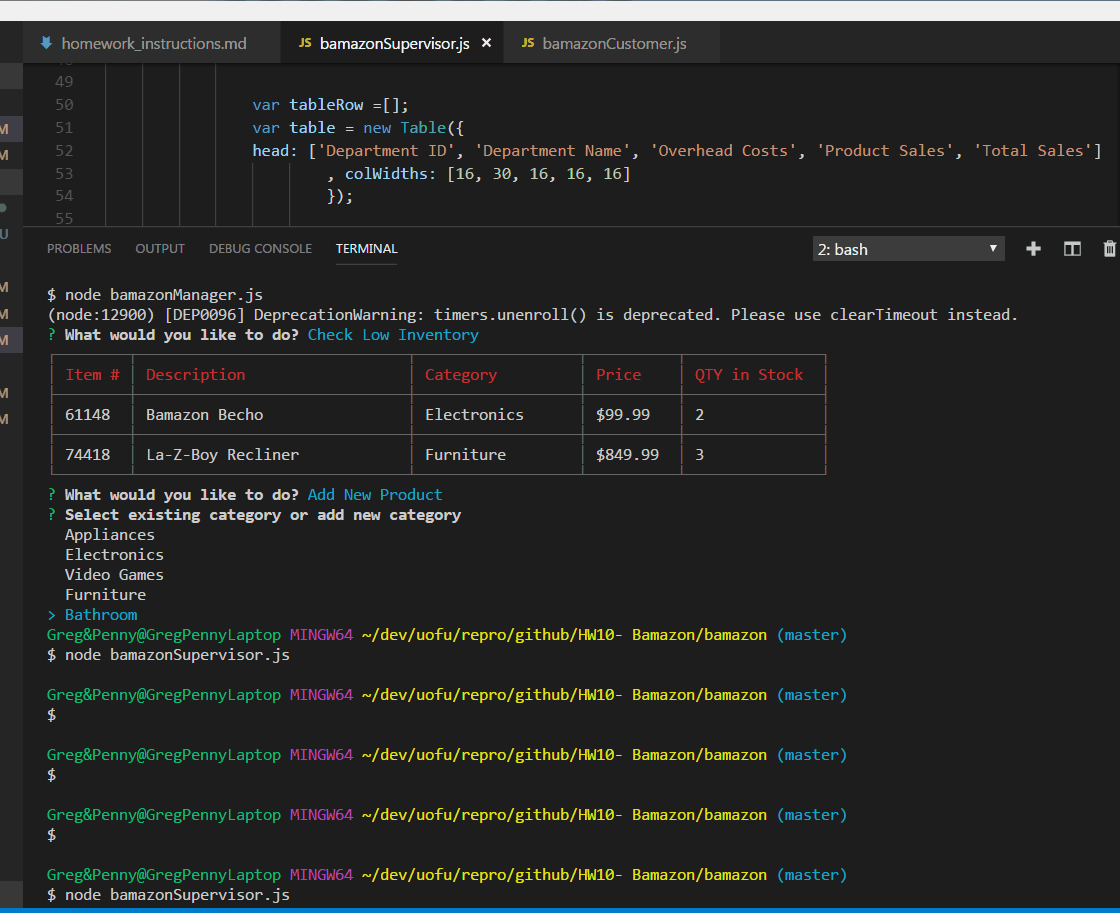 homework_instructions.md JS bamazonSupervisor.js × JS bamazonCustomer.js
49
50 var tableRow =[];
51 var table = new Table({
52 head: ['Department ID', 'Department Name', 'Overhead Costs', 'Product Sales', 'Total Sales']
53 , colWidths: [16, 30, 16, 16, 16]
54 });
55
M
M
U
M
M
M
M
M
PROBLEMS OUTPUT DEBUG CONSOLE TERMINAL 2: bash
$ node bamazonManager.js
(node:12900) [DEP0096] DeprecationWarning: timers.unenroll() is deprecated. Please use clearTimeout instead.
? What would you like to do? Check Low Inventory
Item # Description Category Price QTY in Stock
61148 Bamazon Becho Electronics $99.99 2
74418 La-Z-Boy Recliner Furniture $849.99 3
? What would you like to do? Add New Product
? Select existing category or add new category
Appliances
Electronics
Video Games
Furniture
> Bathroom
Greg&Penny@GregPennyLaptop MINGW64 ~/dev/uofu/repro/github/HW10- Bamazon/bamazon (master)
$ node bamazonSupervisor.js
Greg&Penny@GregPennyLaptop MINGW64 ~/dev/uofu/repro/github/HW10- Bamazon/bamazon (master)
$
Greg&Penny@GregPennyLaptop MINGW64 ~/dev/uofu/repro/github/HW10- Bamazon/bamazon (master)
$
Greg&Penny@GregPennyLaptop MINGW64 ~/dev/uofu/repro/github/HW10- Bamazon/bamazon (master)
$
Greg&Penny@GregPennyLaptop MINGW64 ~/dev/uofu/repro/github/HW10- Bamazon/bamazon (master)
$ node bamazonSupervisor.js